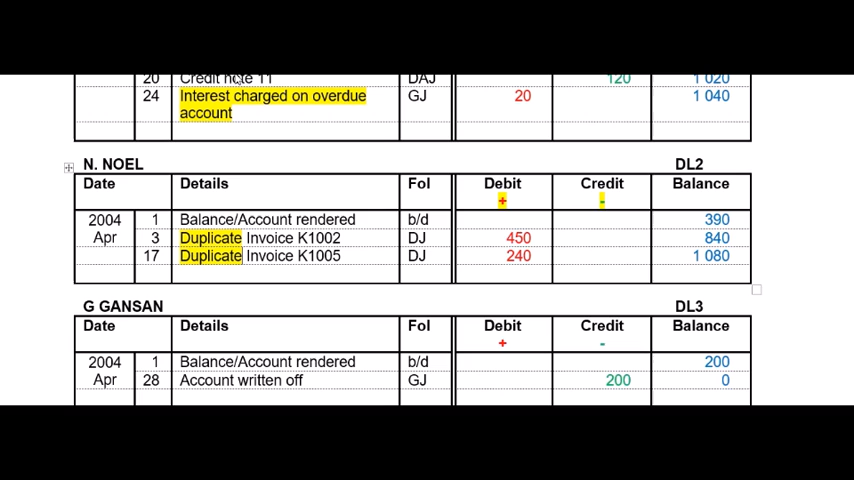 20 Credit note 11 DAJ 120 1 020
24 Interest charged on overdue GJ 20 1 040
account
N. NOEL DL2
Date Details Fol Debit Credit Balance
+ -
2004 1 Balance/Account rendered b/d 390
Apr 3 Duplicate Invoice K1002 DJ 450 840
17 Duplicate Invoice K1005 DJ 240 1 080
G GANSAN DL3
Date Details Fol Debit Credit Balance
+ -
2004 1 Balance/Account rendered b/d 200
Apr 28 Account written off GJ 200 0